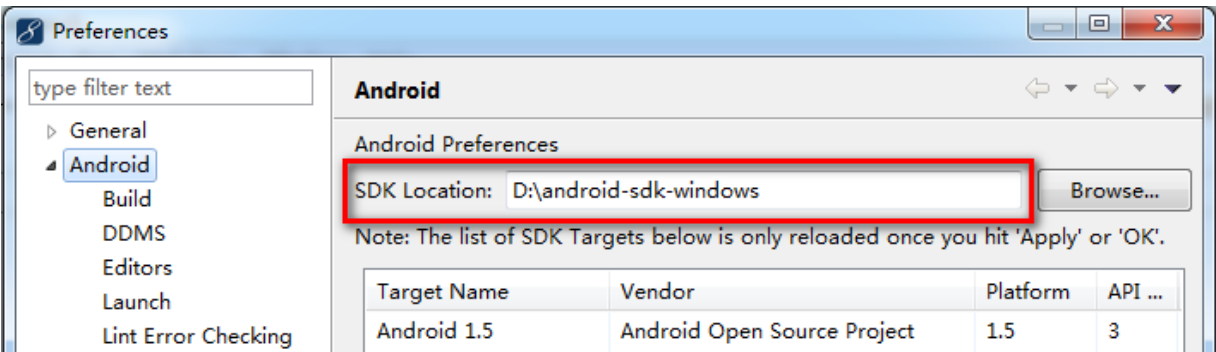 Preferences
type filter text
General
Android
Build
DDMS
Editors
Launch
Lint Error Checking
Android
Android Preferences
SDK Location: D:\android-sdk-windows Browse...
Note: The list of SDK Targets below is only reloaded once you hit 'Apply' or 'OK'.
Target Name Vendor Platform API ...
Android 1.5 Android Open Source Project 1.5 3